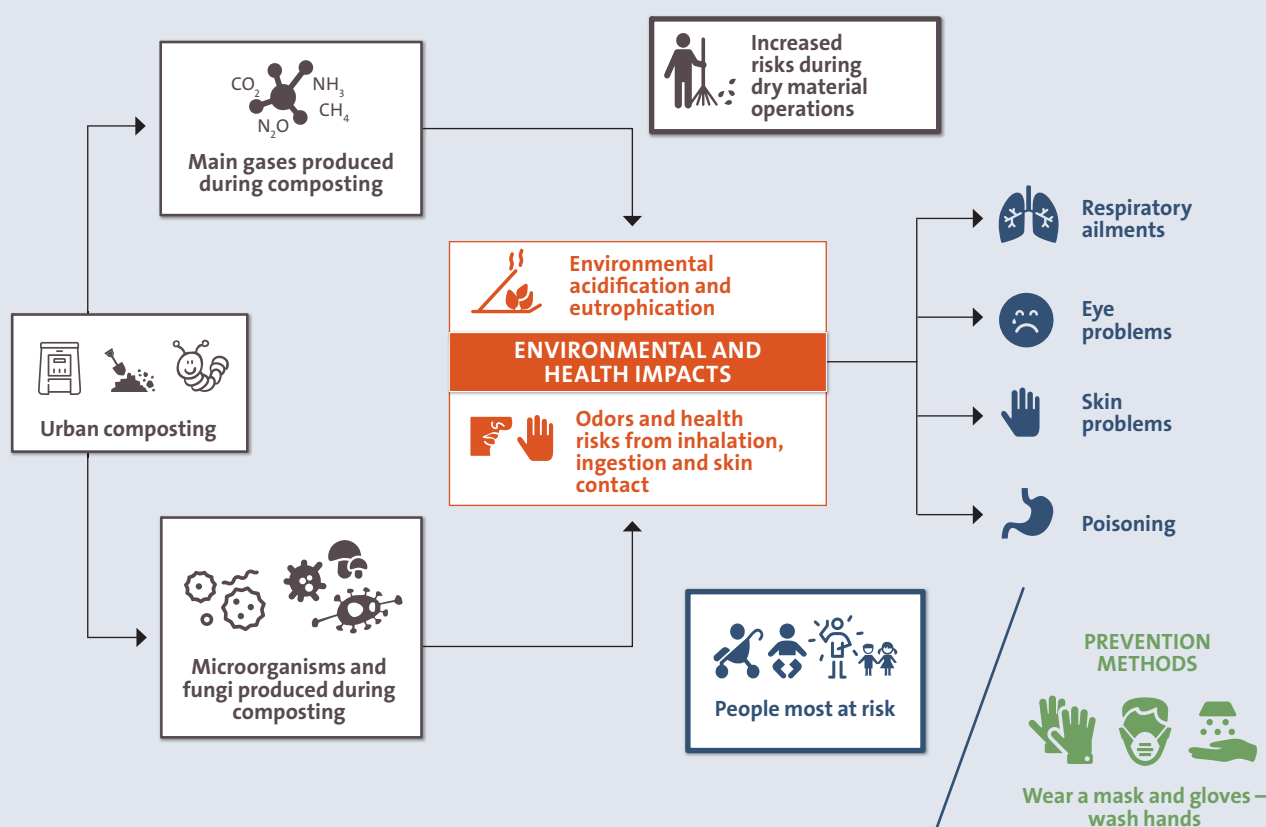 CO₂
NH₃
CH₄
N₂O
Main gases produced
during composting
Increased
risks during
dry material
operations
Urban composting
Environmental
acidification and
eutrophication
ENVIRONMENTAL AND
HEALTH IMPACTS
Odors and health
risks from inhalation,
ingestion and skin
contact
Respiratory
ailments
Eye
problems
Skin
problems
Poisoning
Microorganisms and
fungi produced during
composting
People most at risk
PREVENTION
METHODS
Wear a mask and gloves –
wash hands